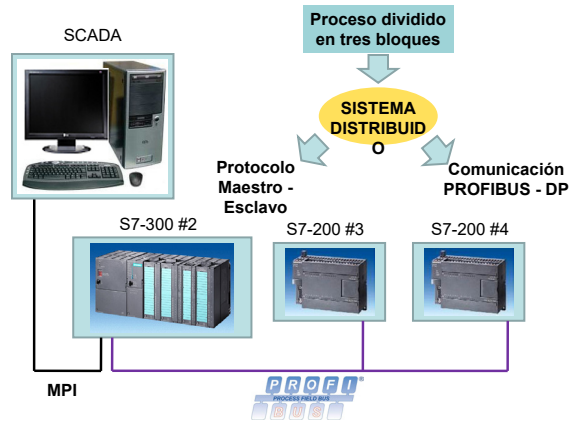 Proceso dividido
en tres bloques
SCADA
SISTEMA
DISTRIBUID
O
Protocolo
Maestro -
Esclavo
Comunicación
PROFIBUS - DP
S7-300 #2
S7-200 #3
S7-200 #4
MPI
PROFI
PROCESS FIELD BUS
BUS